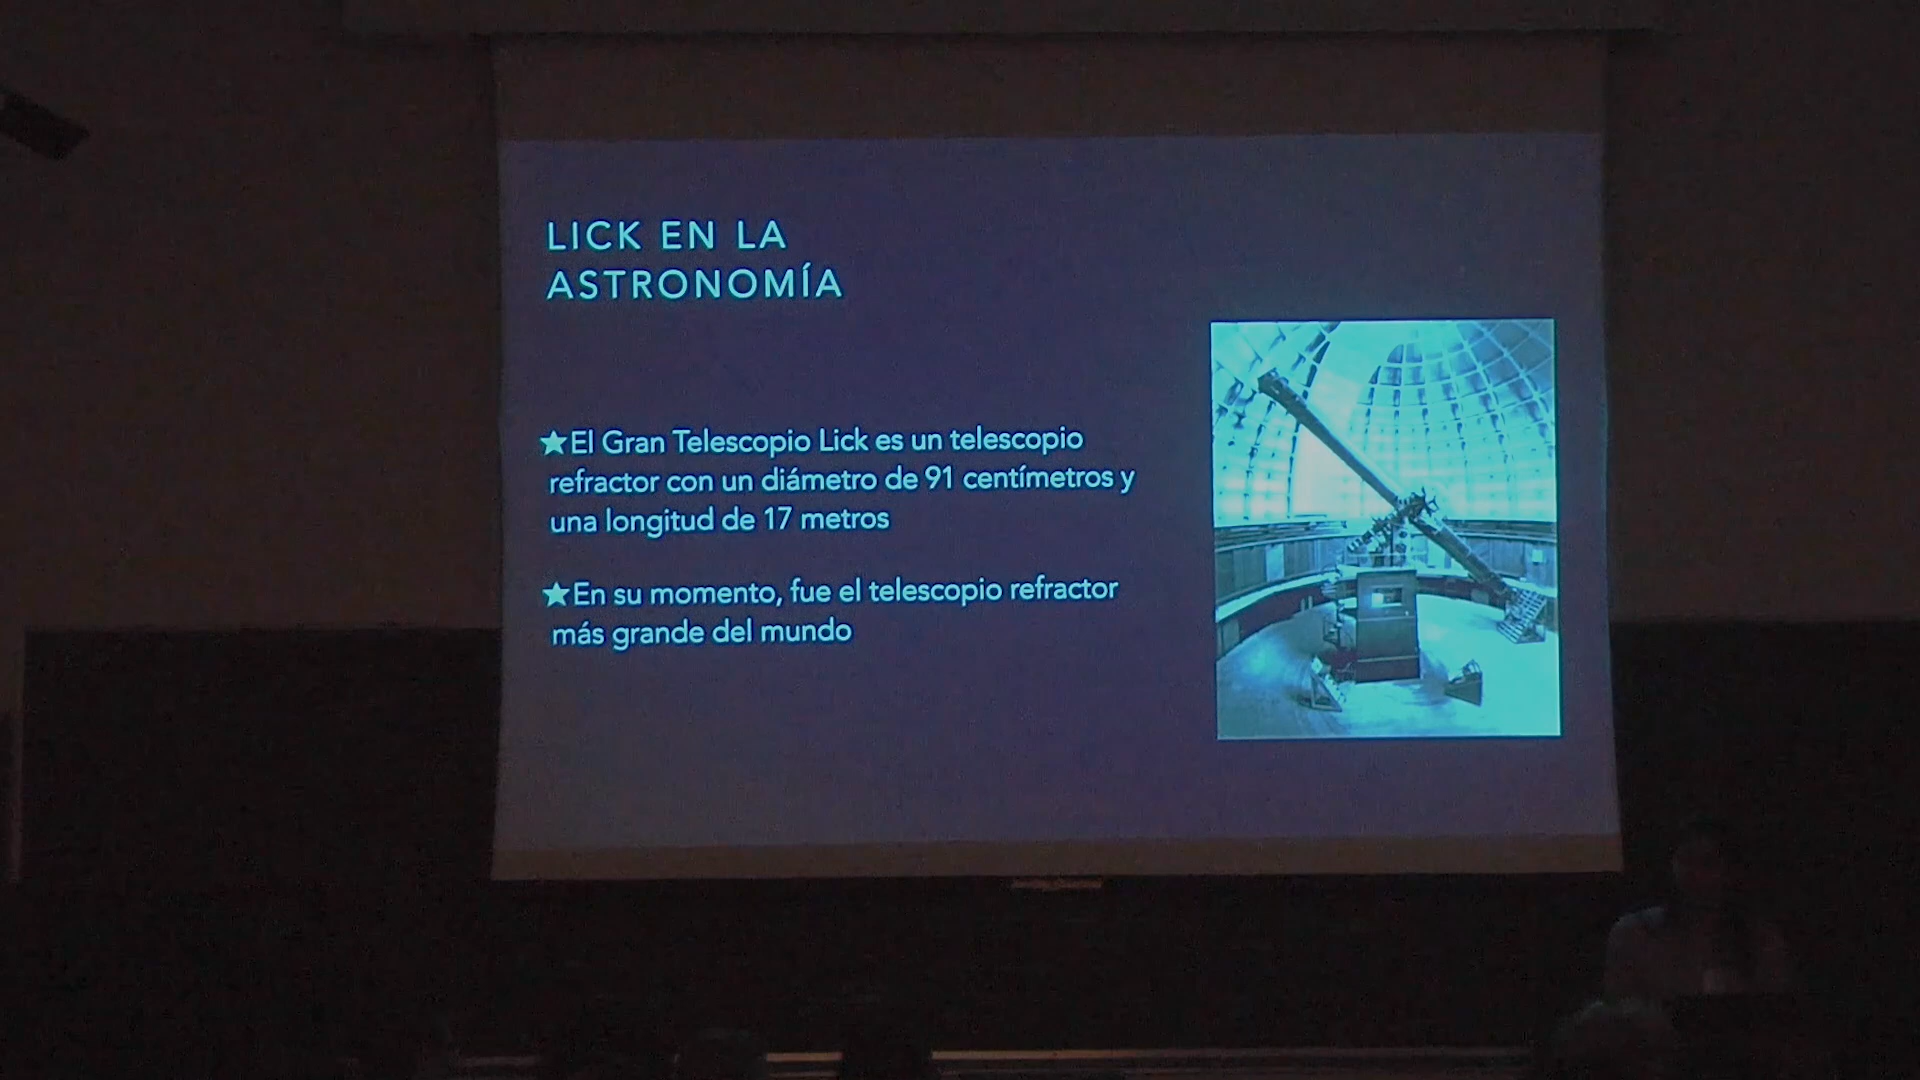 LICK EN LA
ASTRONOMÍA
★El Gran Telescopio Lick es un telescopio
refractor con un diámetro de 91 centímetros y
una longitud de 17 metros
★En su momento, fue el telescopio refractor
más grande del mundo